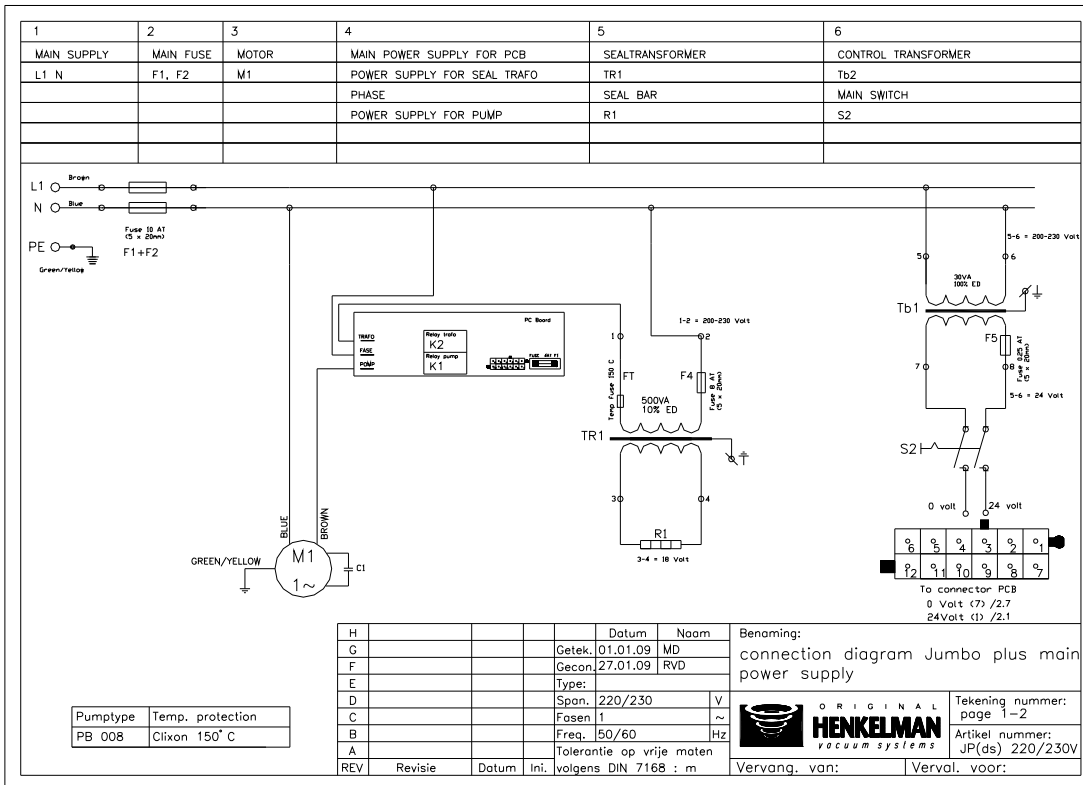 1 2 3 4 5 6
MAIN SUPPLY MAIN FUSE MOTOR MAIN POWER SUPPLY FOR PCB SEALTRANSFORMER CONTROL TRANSFORMER
L1 N F1, F2 M1 POWER SUPPLY FOR SEAL TRAFO TR1 Tb2
PHASE SEAL BAR MAIN SWITCH
POWER SUPPLY FOR PUMP R1 S2
L1 Brown
N Blue
Fuse 10 AT
(5 x 20mm)
F1+F2
PE
Green/Yellow
5-6 = 200-230 Volt
5 6
30VA
100% ED
Tb1
F5
Fuse 0.25 AT
(5 x 20mm)
7 8
5-6 = 24 Volt
S2
0 volt 24 volt
6 5 4 3 2 1
12 11 10 9 8 7
To connector PCB
0 Volt (7) /2.7
24Volt (1) /2.1
PC Board
TRAFO
FASE
POMP
Relay trafo
K2
Relay pump
K1
FUSE 4AT F1
1-2 = 200-230 Volt
1 2
Temp Fuse 150 C
FT
F4
Fuse 8 AT
(5 x 20mm)
500VA
10% ED
TR1
3 4
R1
3-4 = 18 Volt
BLUE
BROWN
GREEN/YELLOW
M1
1~
C1
Pumptype Temp. protection
PB 008 Clixon 150°C
H Datum Naam
G Getek. 01.01.09 MD
F Gecon. 27.01.09 RVD
E Type:
D Span. 220/230 V
C Fasen 1 ~
B Freq. 50/60 Hz
A Tolerantie op vrije maten
REV Revisie Datum Ini. volgens DIN 7168 : m
Benaming:
connection diagram Jumbo plus main
power supply
ORIGINAL
HENKELMAN
vacuum systems
Tekening nummer:
page 1-2
Artikel nummer:
JP(ds) 220/230V
Vervang. van: Verval. voor: